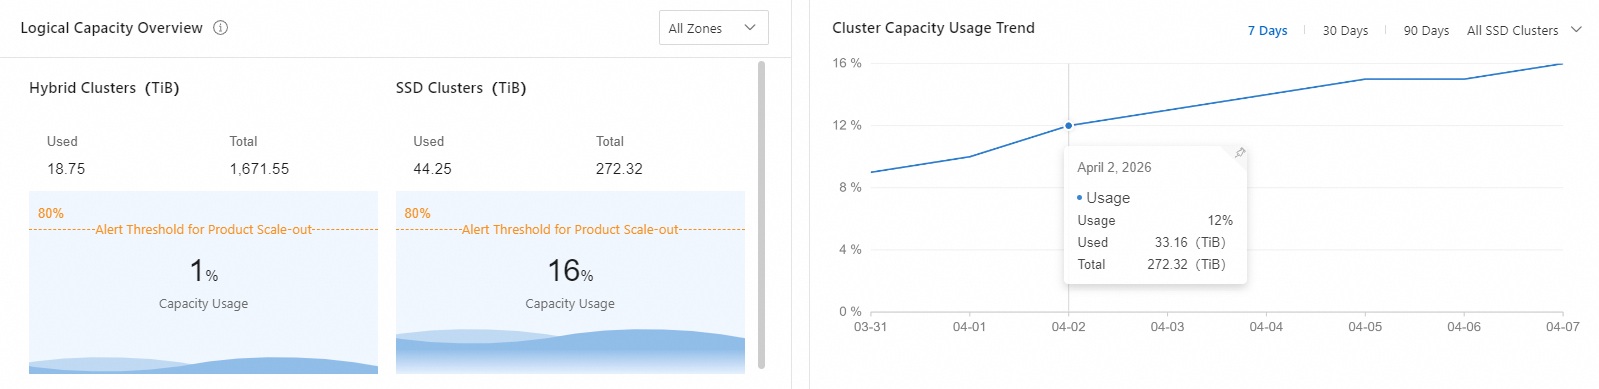 Logical Capacity Overview
All Zones
Hybrid Clusters (TiB)
SSD Clusters (TiB)
Used
Total
Used
Total
18.75
1,671.55
44.25
272.32
80%
Alert Threshold for Product Scale-out
1%
Capacity Usage
80%
Alert Threshold for Product Scale-out
16%
Capacity Usage
Cluster Capacity Usage Trend
7 Days
30 Days
90 Days
All SSD Clusters
16 %
12 %
8 %
4 %
0 %
April 2, 2026
Usage
Usage 12%
Used 33.16 (TiB)
Total 272.32 (TiB)
03-31 04-01 04-02 04-03 04-04 04-05 04-06 04-07